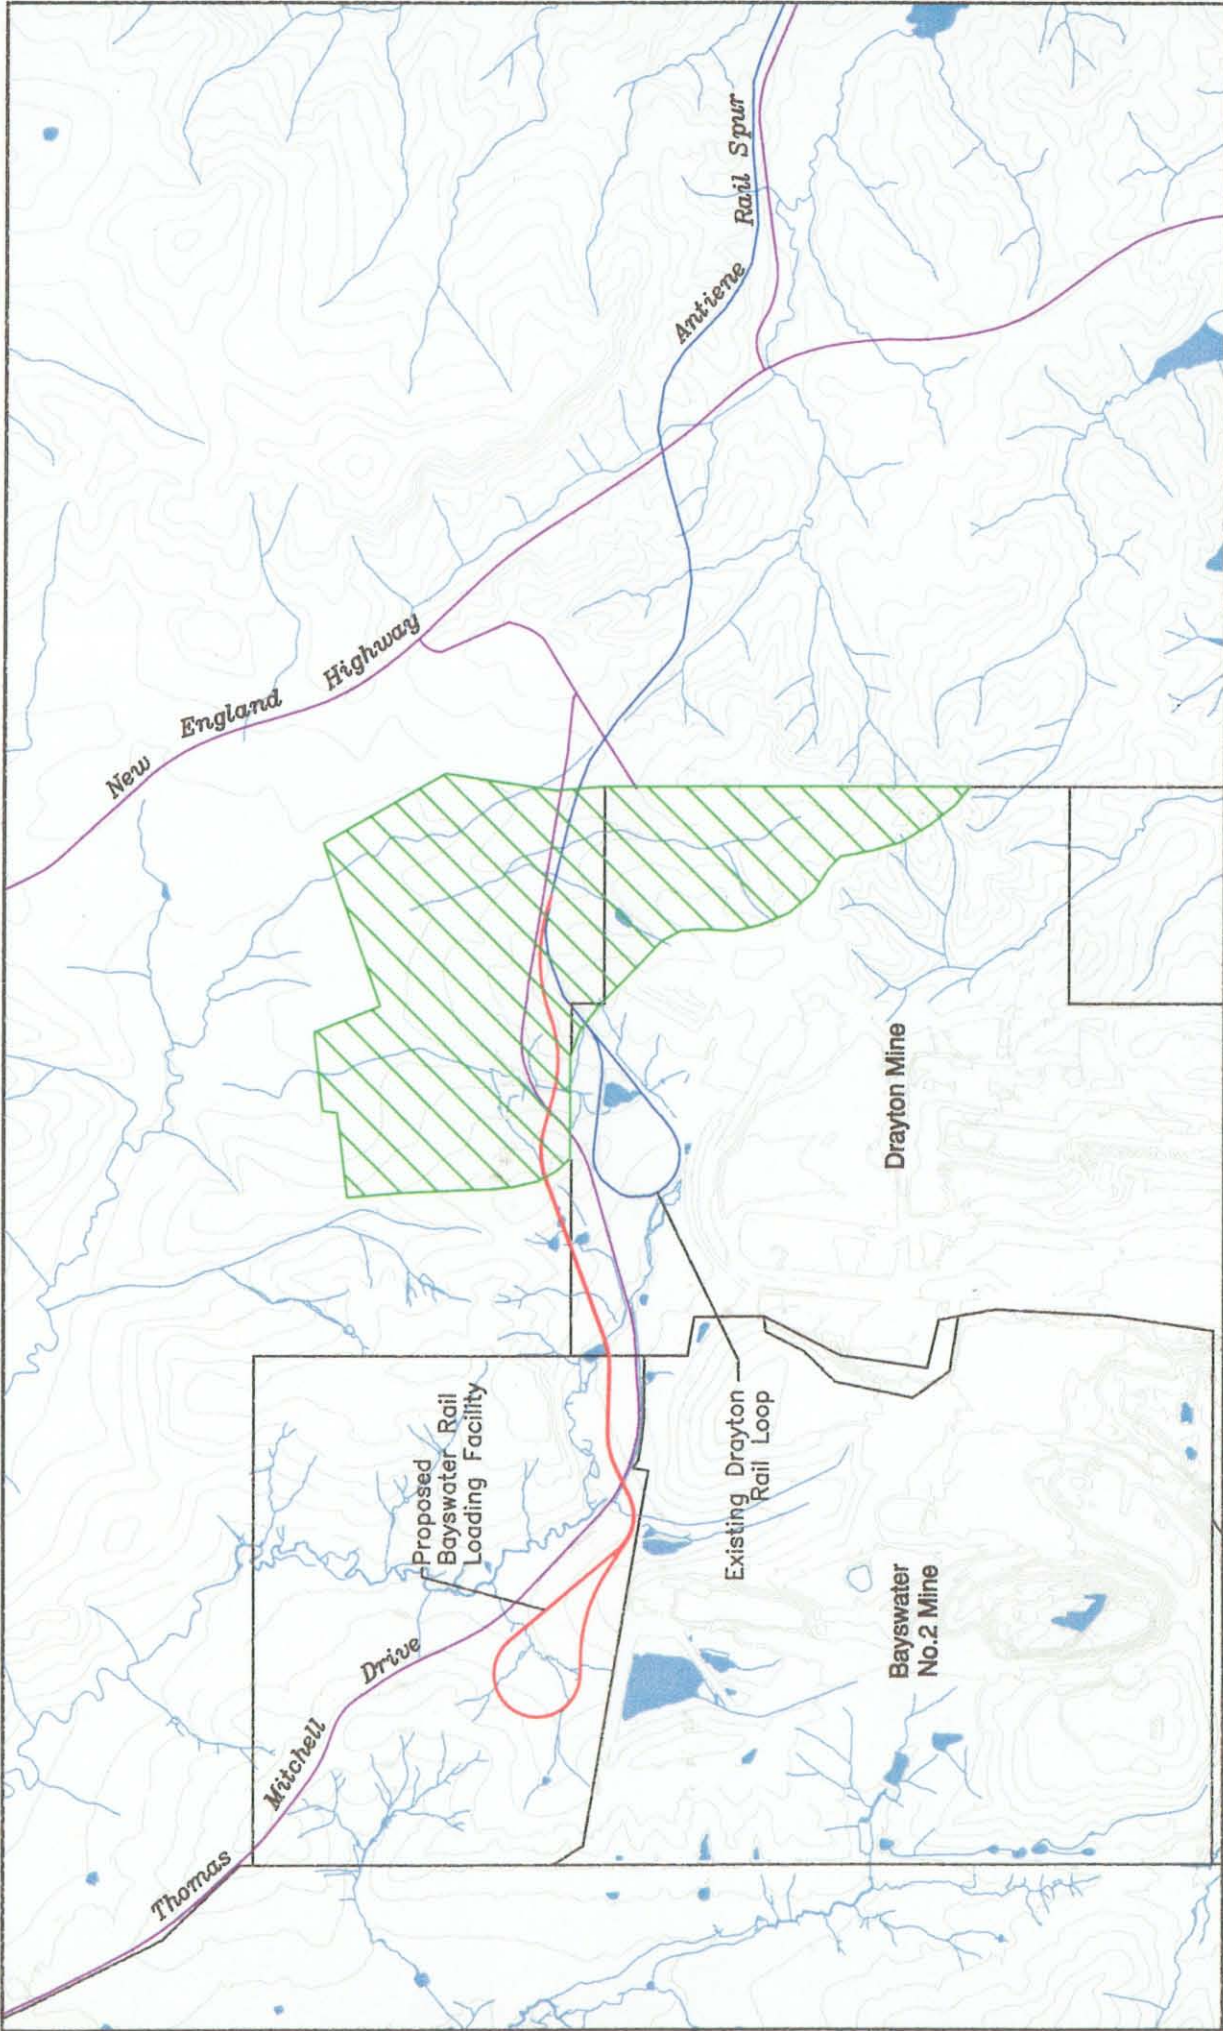 New England Highway
Antiene Rail Spur
Thomas Mitchell Drive
Proposed
Bayswater Rail
Loading Facility
Existing Drayton
Rail Loop
Drayton Mine
Bayswater
No.2 Mine